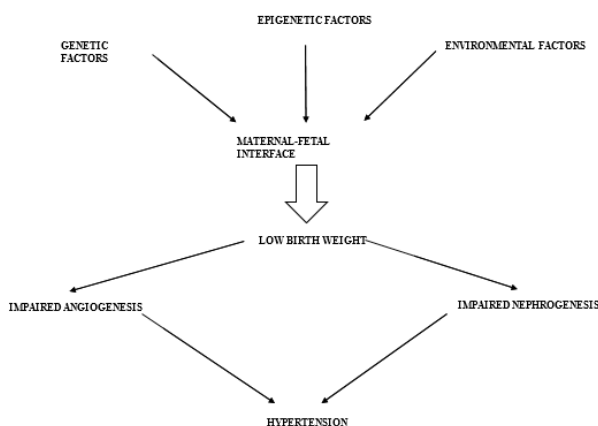 EPIGENETIC FACTORS
GENETIC
FACTORS
ENVIRONMENTAL FACTORS
MATERNAL-FETAL
INTERFACE
LOW BIRTH WEIGHT
IMPAIRED ANGIOGENESIS
IMPAIRED NEPHROGENESIS
HYPERTENSION